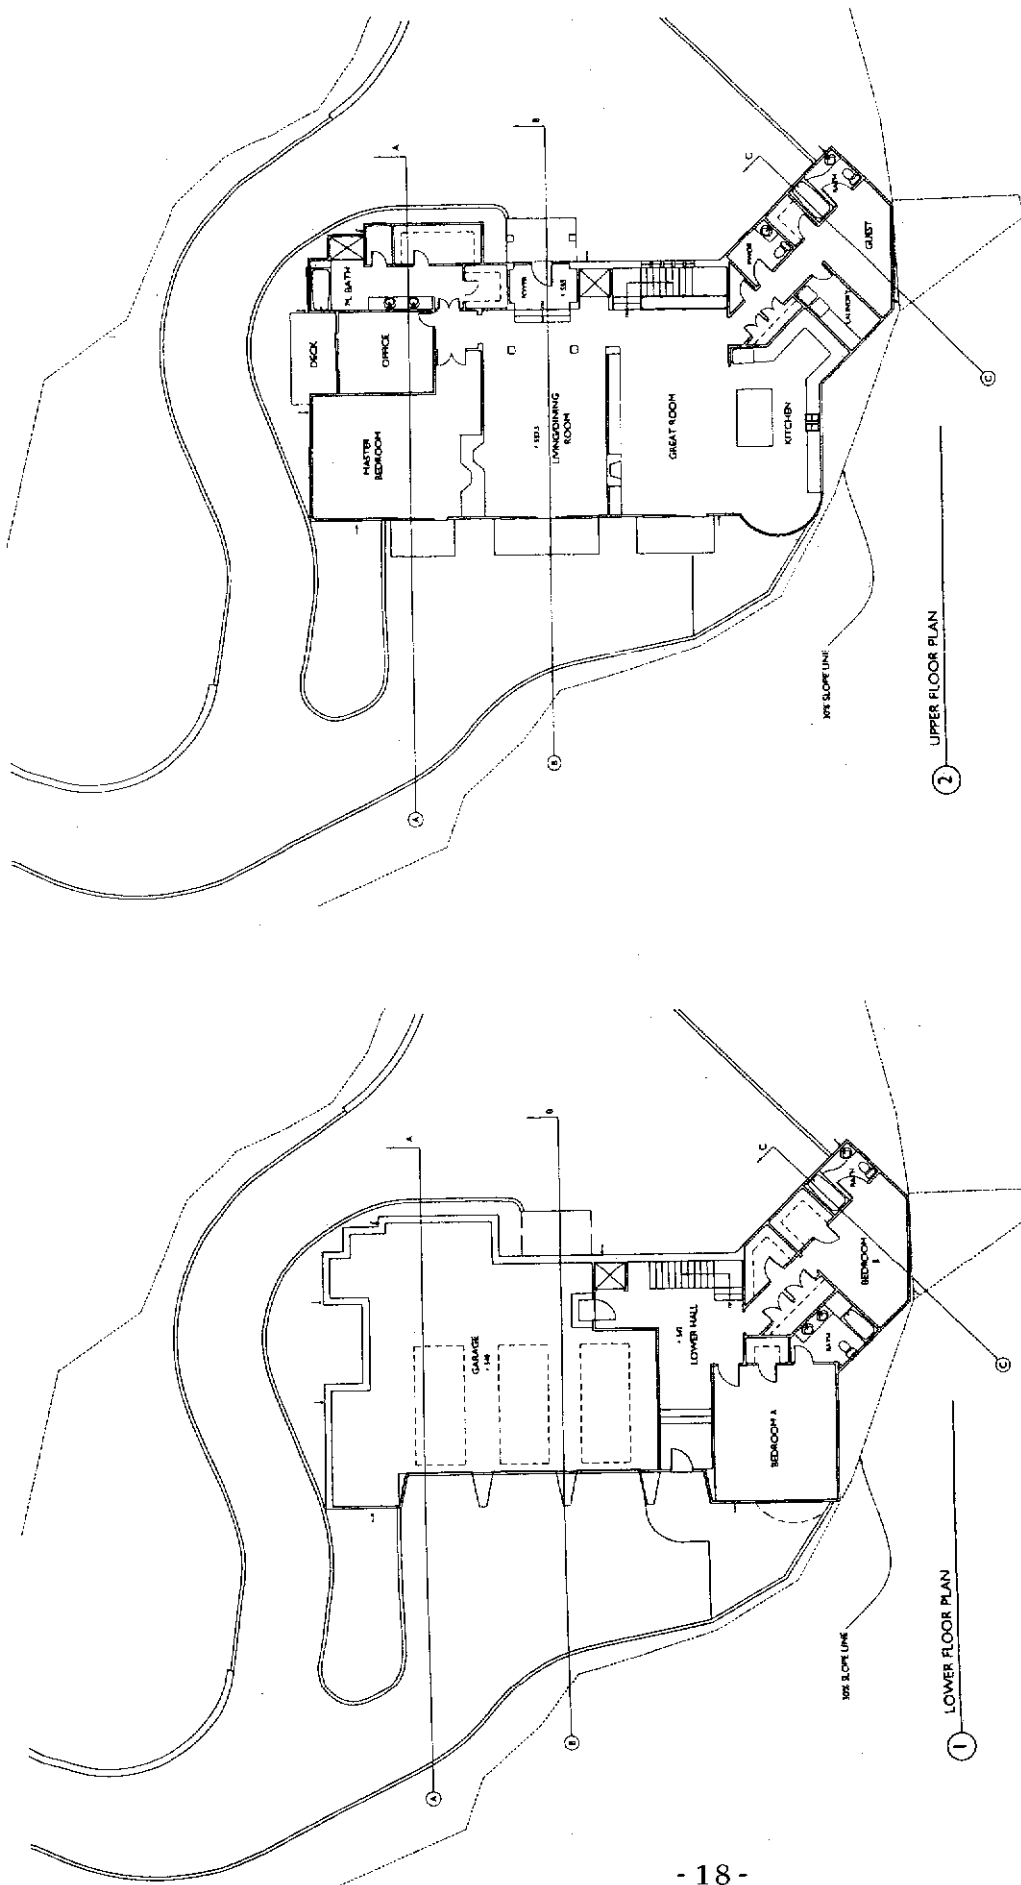 A
B
C
M. BATH
DECK
OFFICE
FOYER
BATH
GUEST
LAUNDRY
MASTER
BEDROOM
LIVING/DINING
ROOM
GREAT ROOM
KITCHEN
C
B
A
30% SLOPE LINE
2
UPPER FLOOR PLAN
A
B
C
BATH
BEDROOM
GARAGE
LOWER HALL
BATH
BEDROOM A
C
B
A
30% SLOPE LINE
1
LOWER FLOOR PLAN
- 18 -